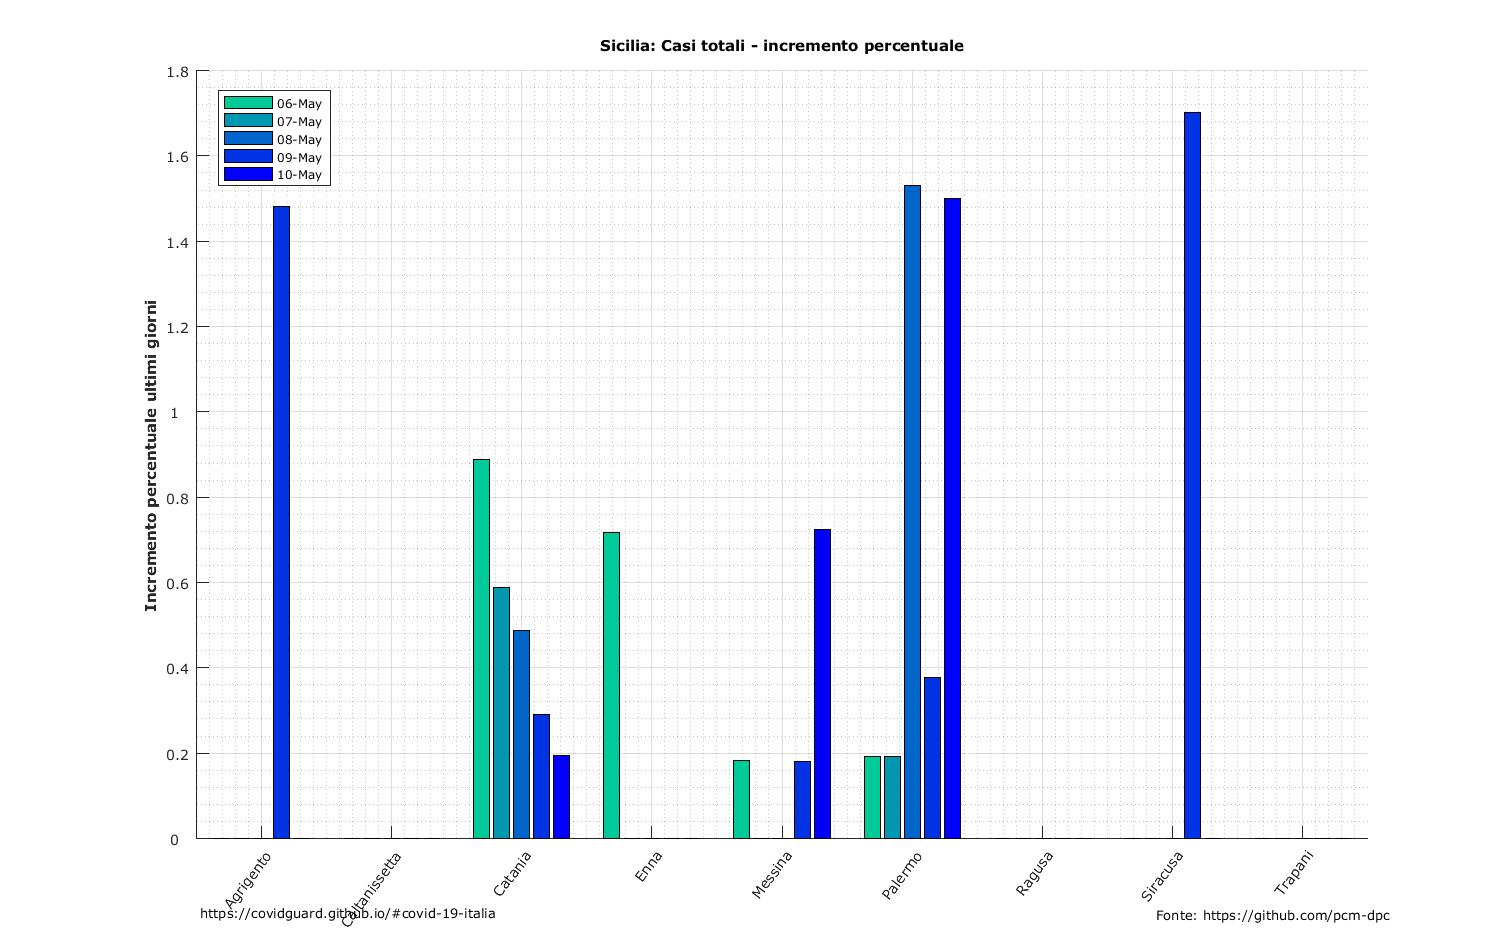 Sicilia: Casi totali - incremento percentuale
1.8
1.6
1.4
1.2
1
0.8
0.6
0.4
0.2
0
Incremento percentuale ultimi giorni
06-May
07-May
08-May
09-May
10-May
Agrigento
Caltanissetta
Catania
Enna
Messina
Palermo
Ragusa
Siracusa
Trapani
https://covidguard.github.io/#covid-19-italia
Fonte: https://github.com/pcm-dpc